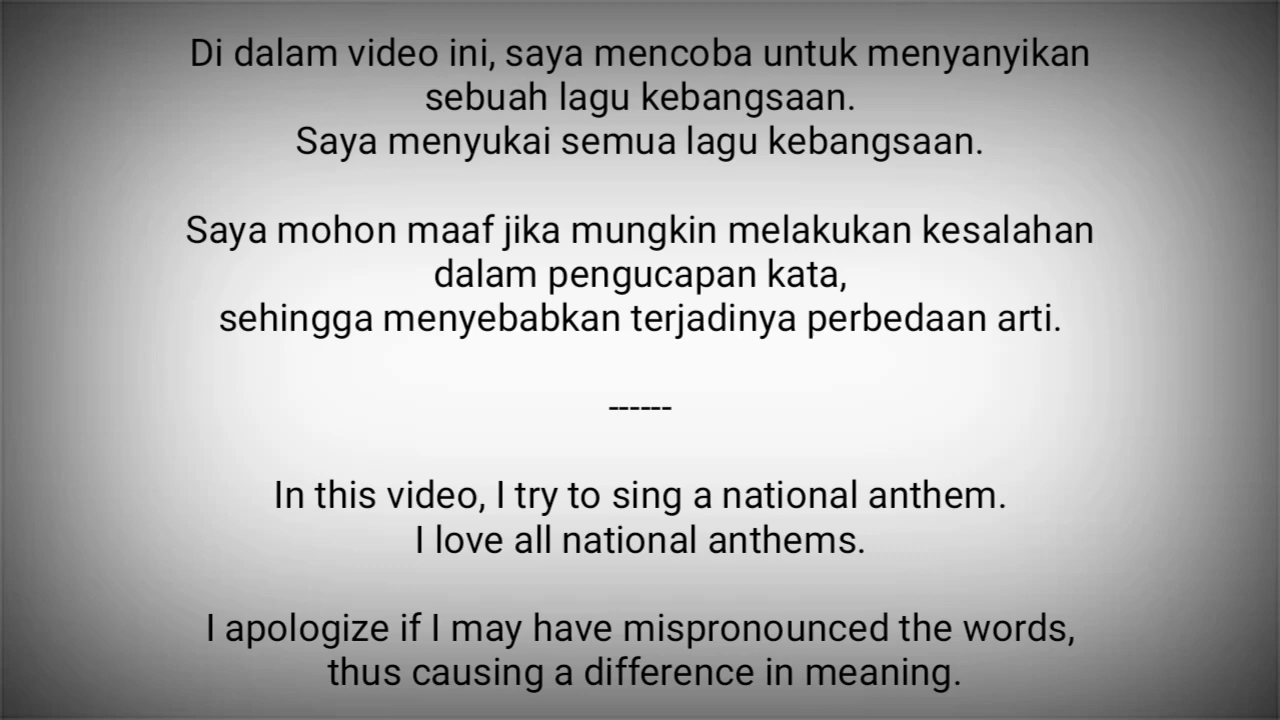 Di dalam video ini, saya mencoba untuk menyanyikan
sebuah lagu kebangsaan.
Saya menyukai semua lagu kebangsaan.
Saya mohon maaf jika mungkin melakukan kesalahan
dalam pengucapan kata,
sehingga menyebabkan terjadinya perbedaan arti.
------
In this video, I try to sing a national anthem.
I love all national anthems.
I apologize if I may have mispronounced the words,
thus causing a difference in meaning.